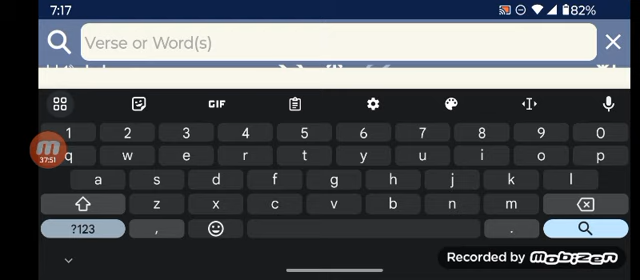 7:17 82%
Verse or Word(s)
GIF
1 2 3 4 5 6 7 8 9 0
q w e r t y u i o p
37:51
a s d f g h j k l
z x c v b n m
?123 , .
Recorded by Mobizen